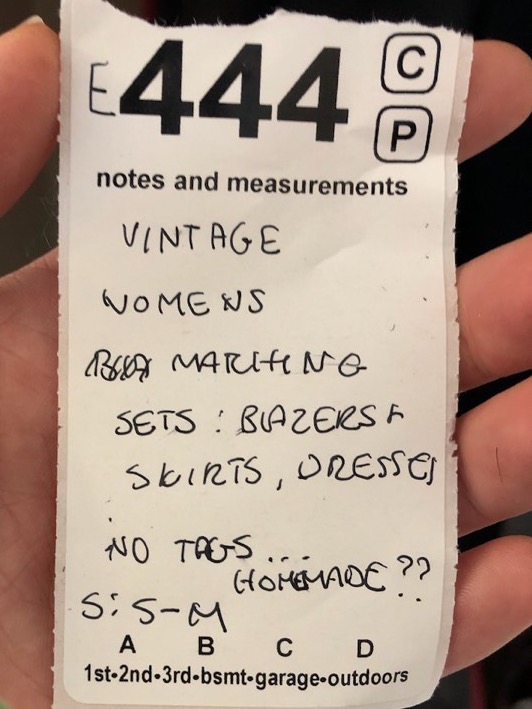 E444 C
P
notes and measurements
VINTAGE
WOMENS
MATCHING
SETS: BLAZERS &
SKIRTS, DRESSES
NO TAGS...
HOMEMADE??
S: S-M
A B C D
1st•2nd•3rd•bsmt•garage•outdoors